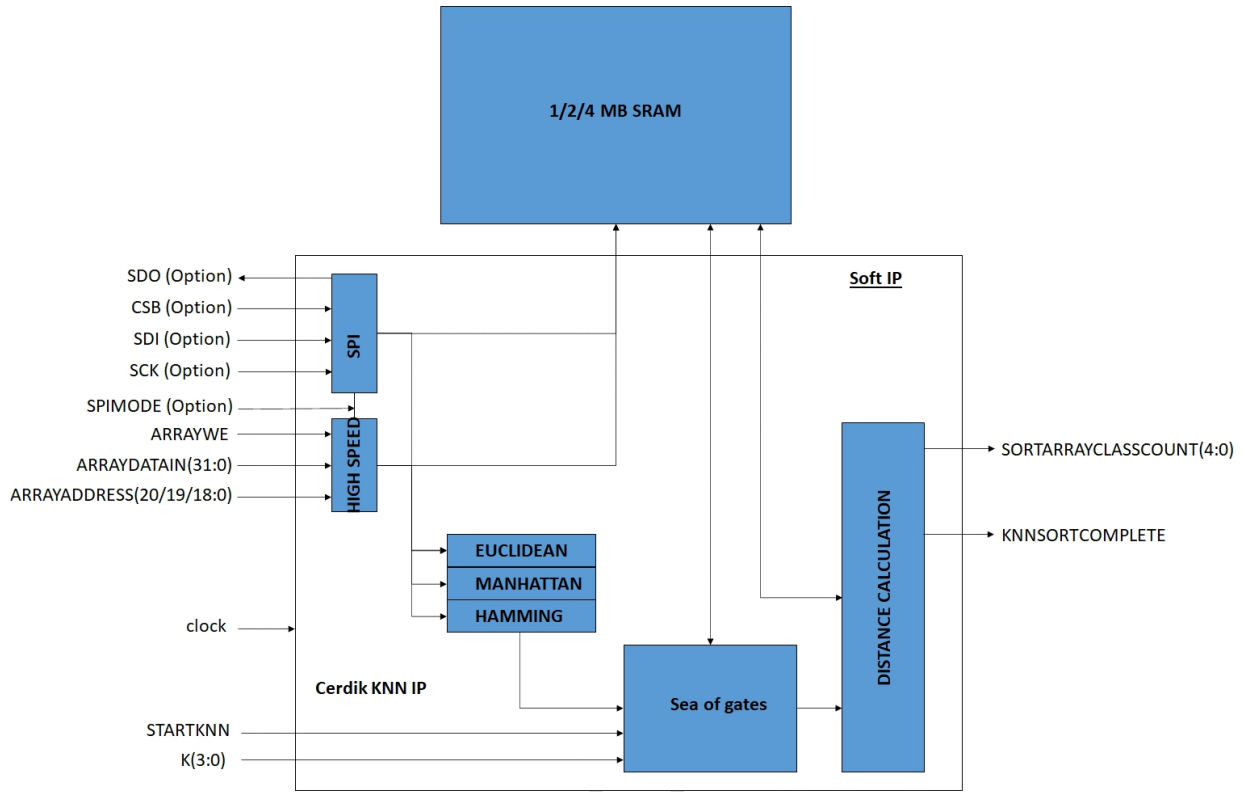 1/2/4 MB SRAM
Soft IP
SDO (Option)
CSB (Option)
SDI (Option)
SCK (Option)
SPIMODE (Option)
ARRAYWE
ARRAYDATAIN(31:0)
ARRAYADDRESS(20/19/18:0)
SPI
HIGH SPEED
SORTARRAYCLASSCOUNT(4:0)
KNNSORTCOMPLETE
EUCLIDEAN
MANHATTAN
HAMMING
DISTANCE CALCULATION
clock
Cerdik KNN IP
Sea of gates
STARTKNN
K(3:0)